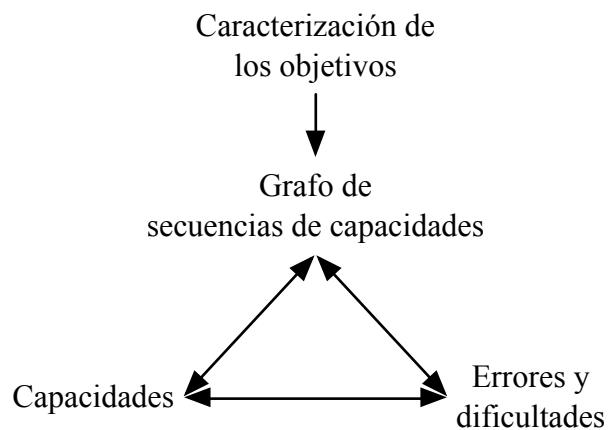 Caracterización de
los objetivos
Grafo de
secuencias de capacidades
Capacidades
Errores y
dificultades